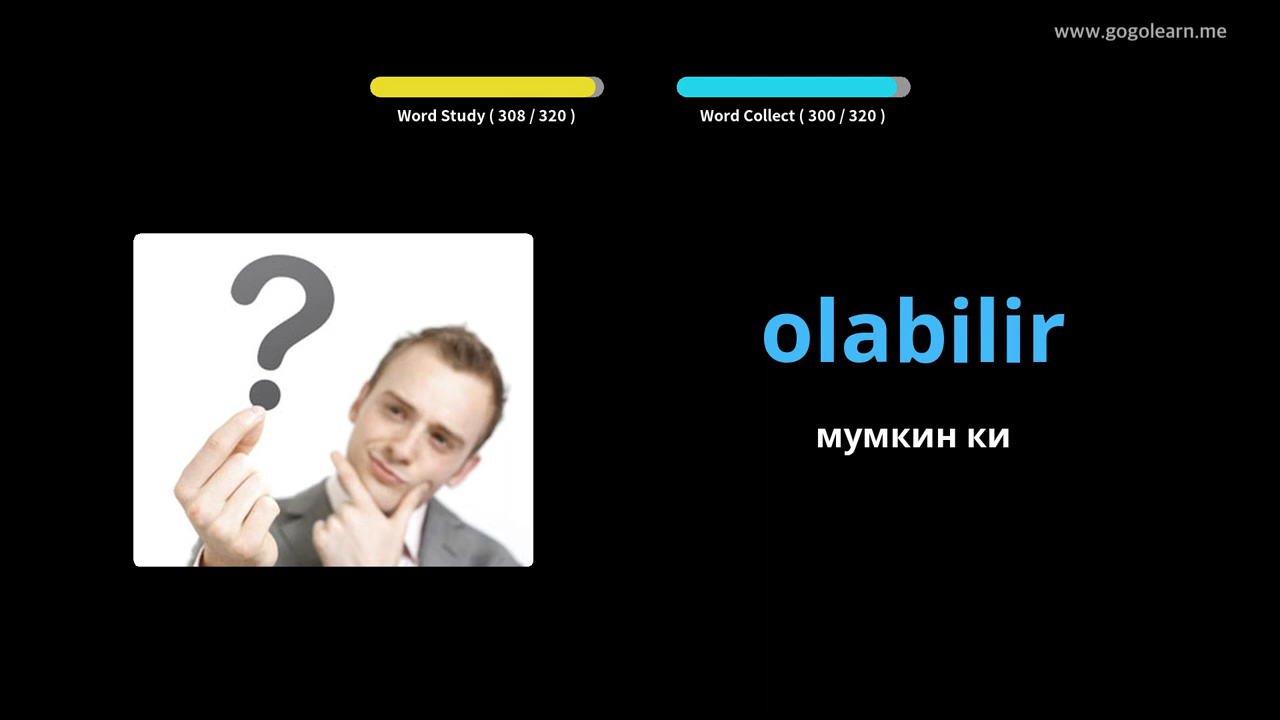 www.gogolearn.me
Word Study ( 308 / 320 )
Word Collect ( 300 / 320 )
olabilir
мумкин ки